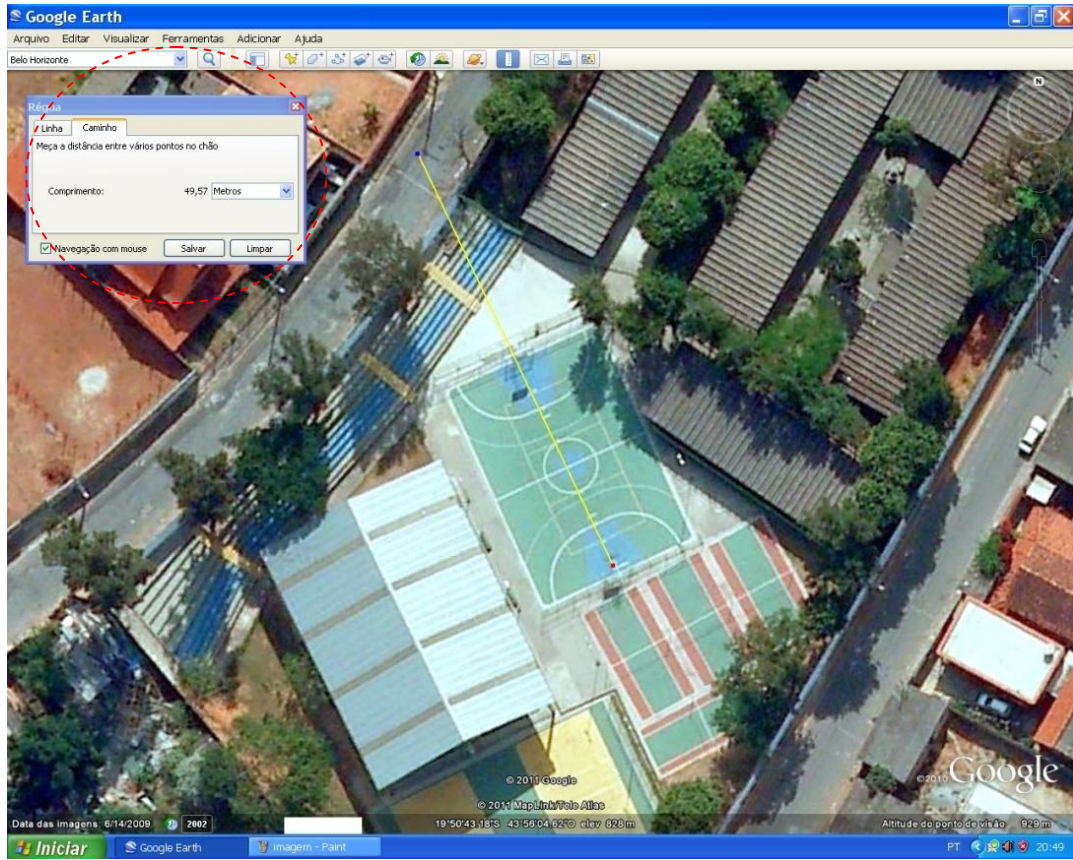 Google Earth
Arquivo Editar Visualizar Ferramentas Adicionar Ajuda
Belo Horizonte
Régua
Linha Caminho
Meça a distância entre vários pontos no chão
Comprimento: 49,57 Metros
Navegação com mouse Salvar Limpar
N
©2010 Google
© 2011 Google
© 2011 MapLink/Tele Atlas
Data das imagens: 6/14/2009 2002 19°50'43.18"S 43°56'04.62"O elev 828 m Altitude do ponto de visão 929 m
Iniciar Google Earth imagem - Paint PT 20:49